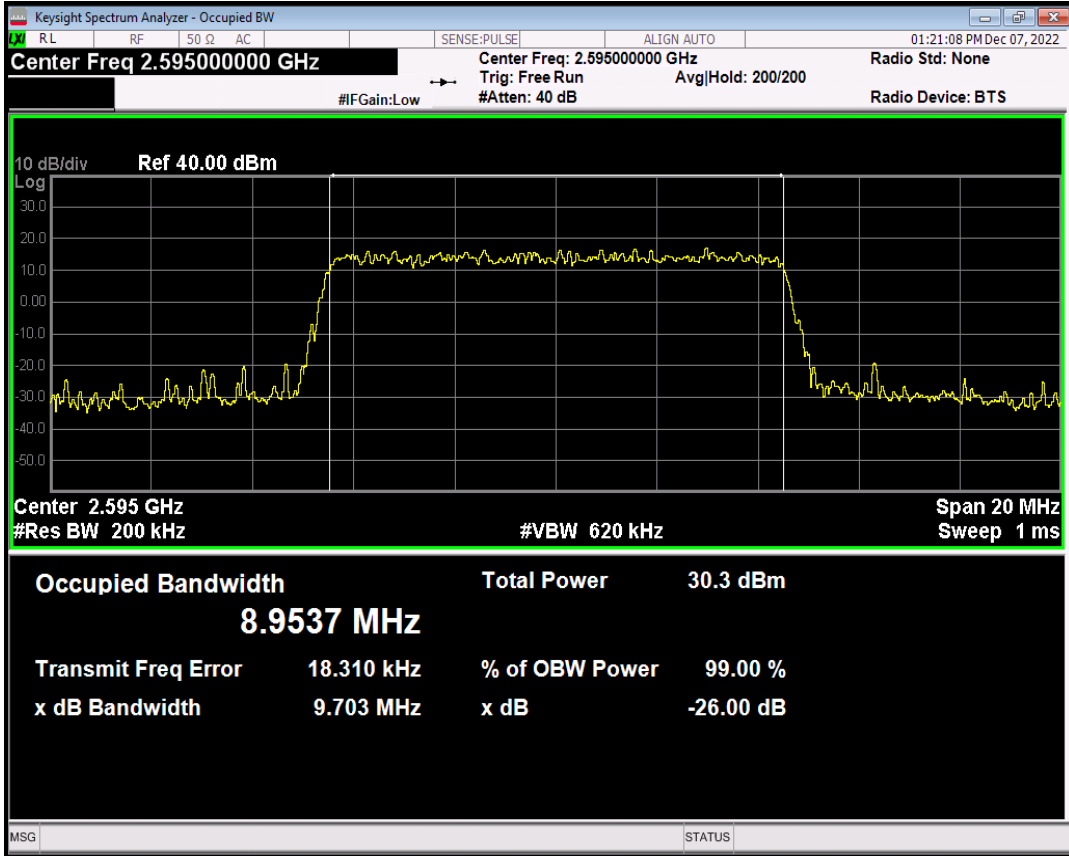 Keysight Spectrum Analyzer - Occupied BW
LXI RL RF 50 Ω AC SENSE:PULSE ALIGN AUTO 01:21:08 PM Dec 07, 2022
Center Freq 2.595000000 GHz Center Freq: 2.595000000 GHz Radio Std: None
Trig: Free Run Avg|Hold: 200/200
#IFGain:Low #Atten: 40 dB Radio Device: BTS
10 dB/div Ref 40.00 dBm
Log
30.0
20.0
10.0
0.00
-10.0
-20.0
-30.0
-40.0
-50.0
Center 2.595 GHz Span 20 MHz
#Res BW 200 kHz #VBW 620 kHz Sweep 1 ms
Occupied Bandwidth Total Power 30.3 dBm
8.9537 MHz
Transmit Freq Error 18.310 kHz % of OBW Power 99.00 %
x dB Bandwidth 9.703 MHz x dB -26.00 dB
MSG STATUS